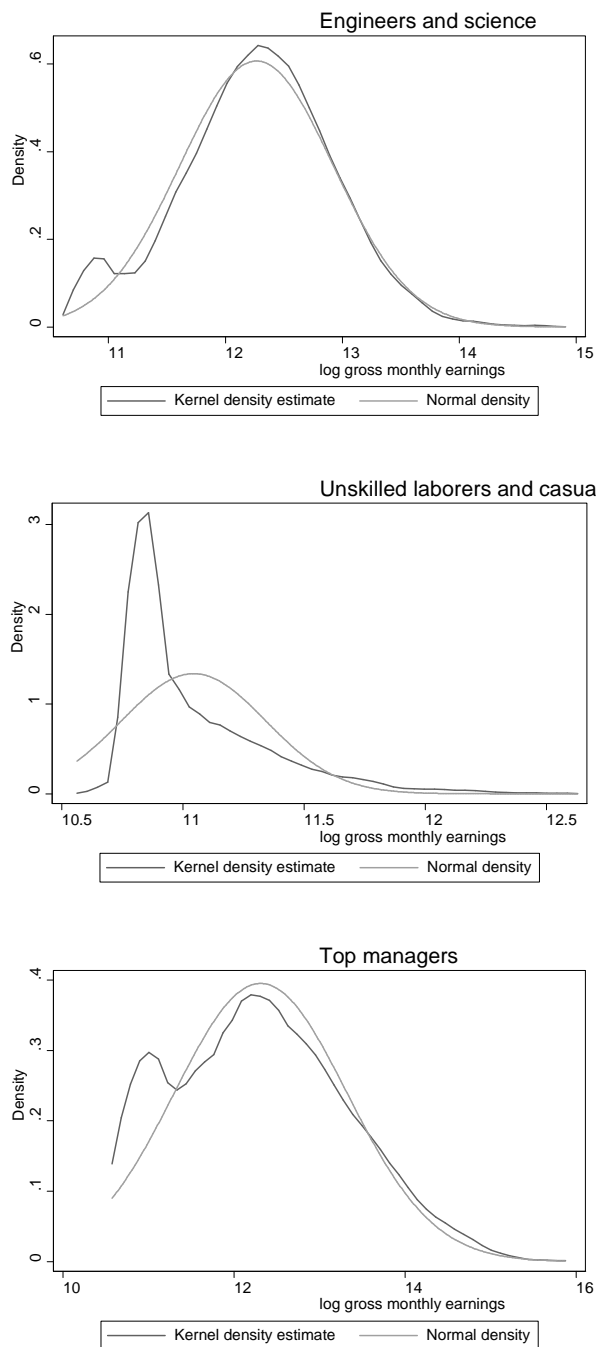 Engineers and science
.6
.4
.2
0
Density
11 12 13 14 15
log gross monthly earnings
Kernel density estimate Normal density
Unskilled laborers and casua
3
2
1
0
Density
10.5 11 11.5 12 12.5
log gross monthly earnings
Kernel density estimate Normal density
Top managers
.4
.3
.2
.1
0
Density
10 12 14 16
log gross monthly earnings
Kernel density estimate Normal density